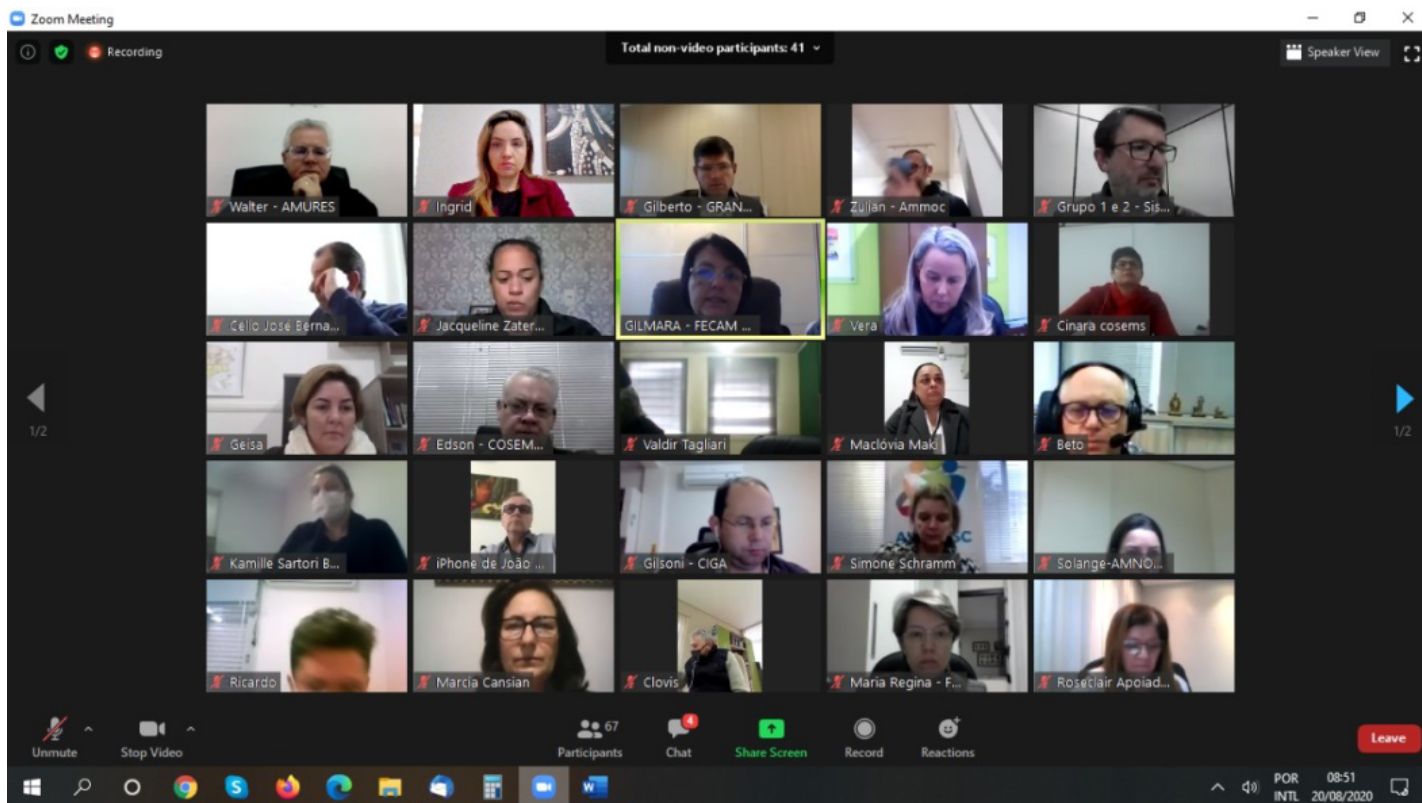 Zoom Meeting
Recording
Total non-video participants: 41
Speaker View
Walter - AMURES
Ingrid
Gilberto - GRAN...
Zulian - Ammoc
Grupo 1 e 2 - Sis...
Celio José Berna...
Jacqueline Zater...
GILMARA - FECAM ...
Vera
Cinara cosems
Geisa
Edson - COSEM...
Valdir Tagliari
Maclóvia Maki
Beto
Kamille Sartori B...
iPhone de João ...
Gilsoni - CIGA
Simone Schramm
Solange-AMNO...
Ricardo
Marcia Cansian
Clovis
Maria Regina - F...
Roseclair Apoiad...
1/2
1/2
Unmute
Stop Video
67
Participants
4
Chat
Share Screen
Record
Reactions
Leave
POR
INTL
08:51
20/08/2020